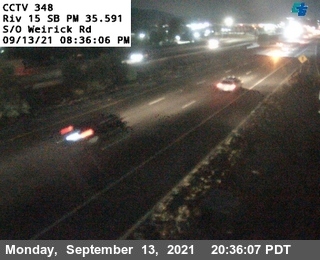 CCTV 348
Riv 15 SB PM 35.591
S/O Weirick Rd
09/13/21 08:36:06 PM PDT
Monday, September 13, 2021 20:36:07 PDT